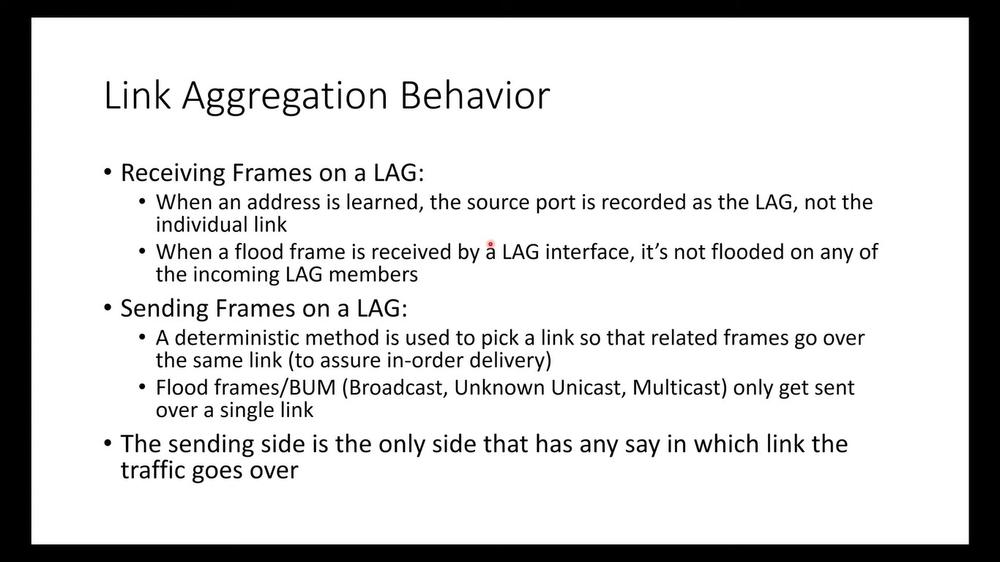 Link Aggregation Behavior
• Receiving Frames on a LAG:
• When an address is learned, the source port is recorded as the LAG, not the
individual link
• When a flood frame is received by a LAG interface, it’s not flooded on any of
the incoming LAG members
• Sending Frames on a LAG:
• A deterministic method is used to pick a link so that related frames go over
the same link (to assure in-order delivery)
• Flood frames/BUM (Broadcast, Unknown Unicast, Multicast) only get sent
over a single link
• The sending side is the only side that has any say in which link the
traffic goes over